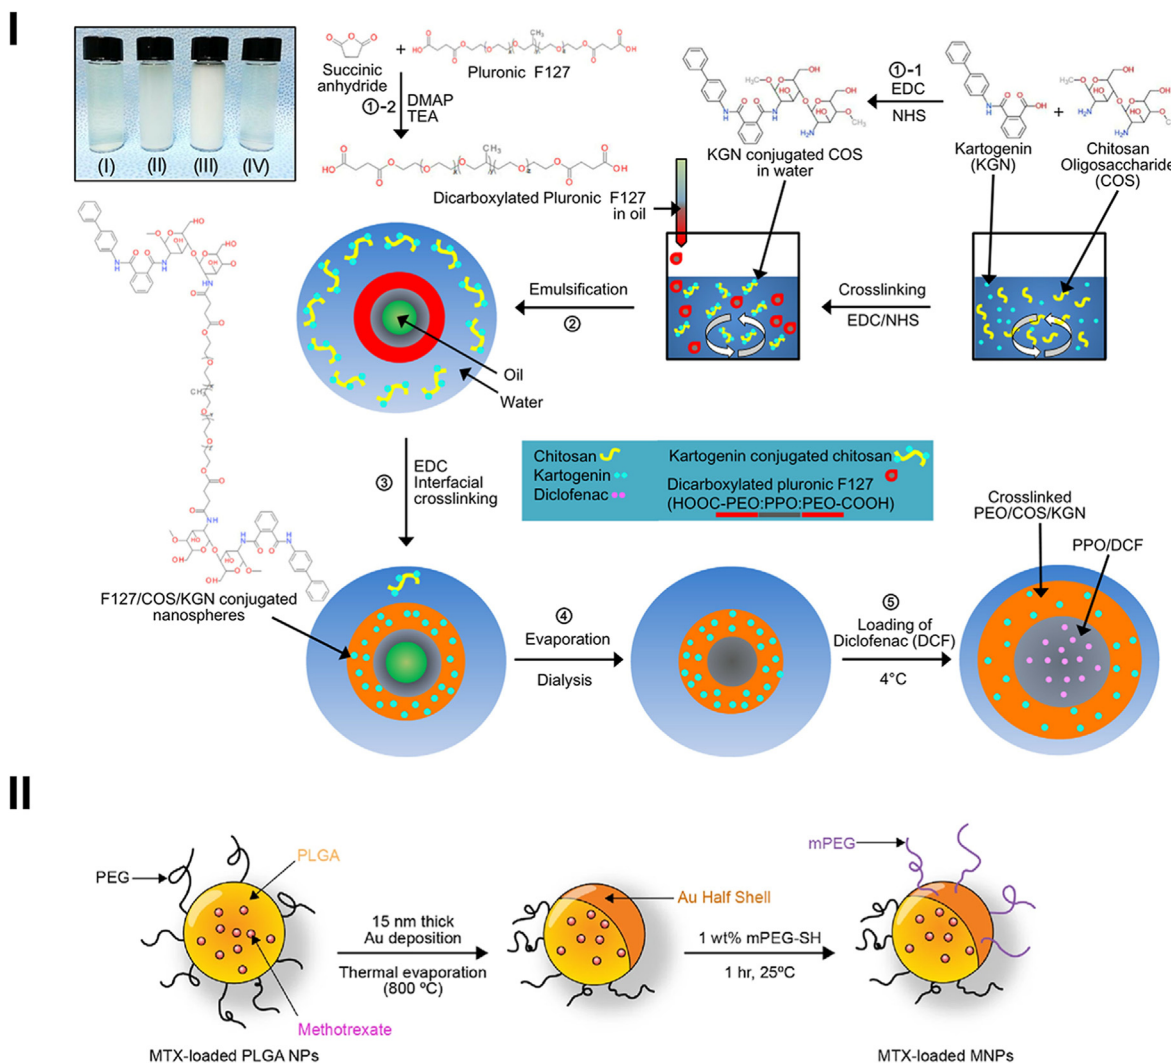 I
(I)
(II)
(III)
(IV)
Succinic
anhydride
+
Pluronic F127
①-2
DMAP
TEA
Dicarboxylated Pluronic F127
in oil
KGN conjugated COS
in water
①-1
EDC
NHS
Kartogenin
(KGN)
+
Chitosan
Oligosaccharide
(COS)
Emulsification
②
Crosslinking
EDC/NHS
Oil
Water
③
EDC
Interfacial
crosslinking
Chitosan
Kartogenin
Diclofenac
Kartogenin conjugated chitosan
Dicarboxylated pluronic F127
(HOOC-PEO:PPO:PEO-COOH)
F127/COS/KGN conjugated
nanospheres
④
Evaporation
Dialysis
⑤
Loading of
Diclofenac (DCF)
4°C
Crosslinked
PEO/COS/KGN
PPO/DCF
II
PEG
PLGA
Methotrexate
MTX-loaded PLGA NPs
15 nm thick
Au deposition
Thermal evaporation
(800 ºC)
Au Half Shell
1 wt% mPEG-SH
1 hr, 25ºC
mPEG
MTX-loaded MNPs